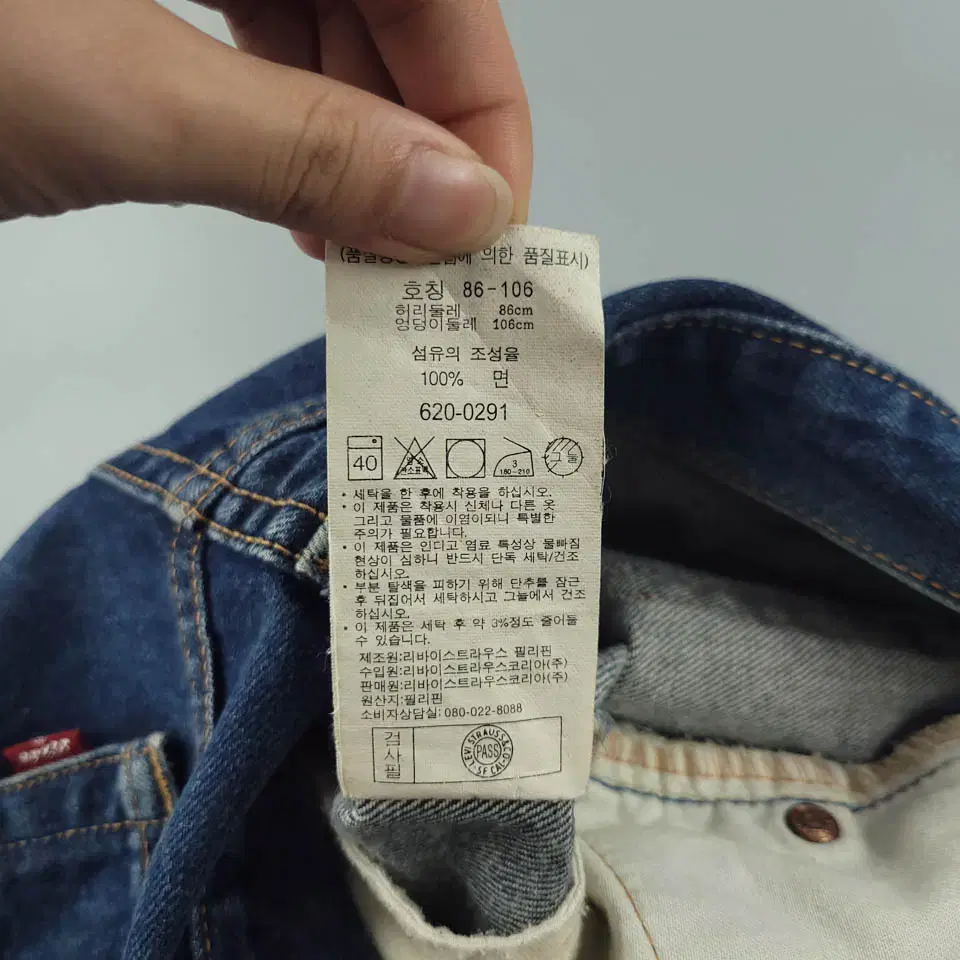 의한 품질표시)
호칭 86-106
허리둘레 86cm
엉덩이둘레 106cm
섬유의 조성율
100% 면
620-0291
40
염소
산소표백
3
180~210
그늘
• 세탁을 한 후에 착용을 하십시오.
• 이 제품은 착용시 신체나 다른 옷
그리고 물품에 이염이되니 특별한
주의가 필요합니다.
• 이 제품은 인디고 염료 특성상 물빠짐
현상이 심하니 반드시 단독 세탁/건조
하십시오.
• 부분 탈색을 피하기 위해 단추를 잠근
후 뒤집어서 세탁하시고 그늘에서 건조
하십시오.
• 이 제품은 세탁 후 약 3%정도 줄어들
수 있습니다.
제조원:리바이스트라우스 필리핀
수입원:리바이스트라우스코리아(주)
판매원:리바이스트라우스코리아(주)
원산지:필리핀
소비자상담실: 080-022-8088
검사필
LEVI STRAUSS & CO.
PASS
S.F CAL